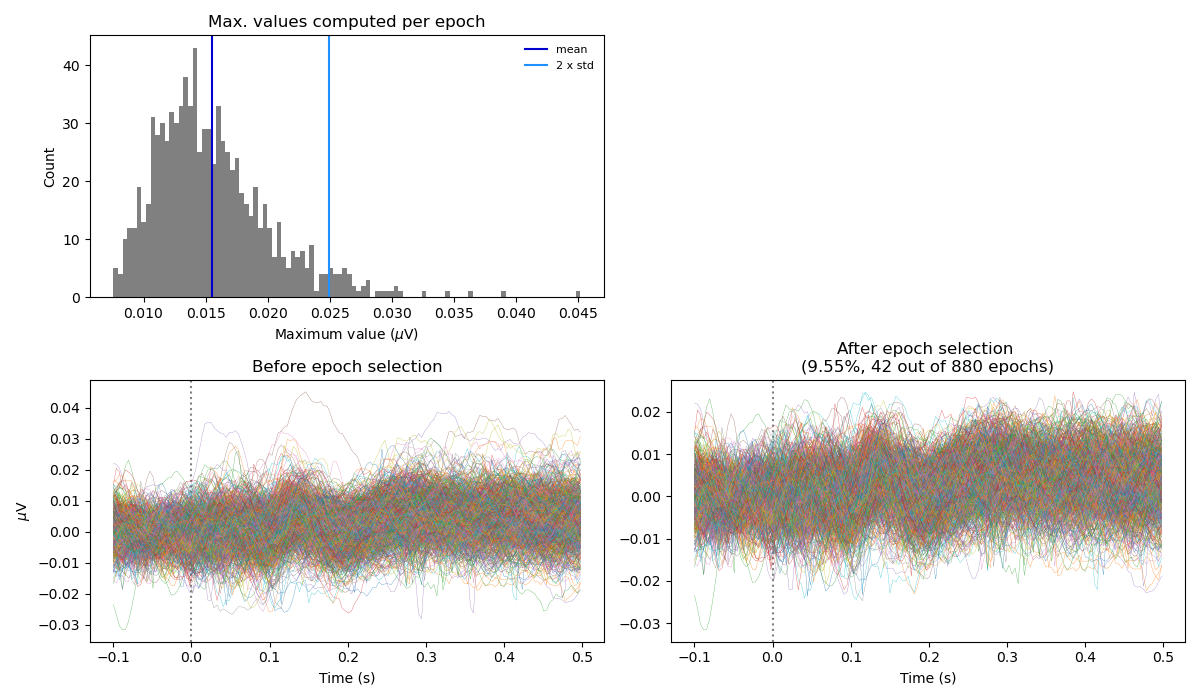 Max. values computed per epoch
mean
2 x std
40
30
20
10
0
Count
0.010 0.015 0.020 0.025 0.030 0.035 0.040 0.045
Maximum value (μV)
Before epoch selection
0.04
0.03
0.02
0.01
0.00
−0.01
−0.02
−0.03
μV
−0.1 0.0 0.1 0.2 0.3 0.4 0.5
Time (s)
After epoch selection
(9.55%, 42 out of 880 epochs)
0.02
0.01
0.00
−0.01
−0.02
−0.03
−0.1 0.0 0.1 0.2 0.3 0.4 0.5
Time (s)